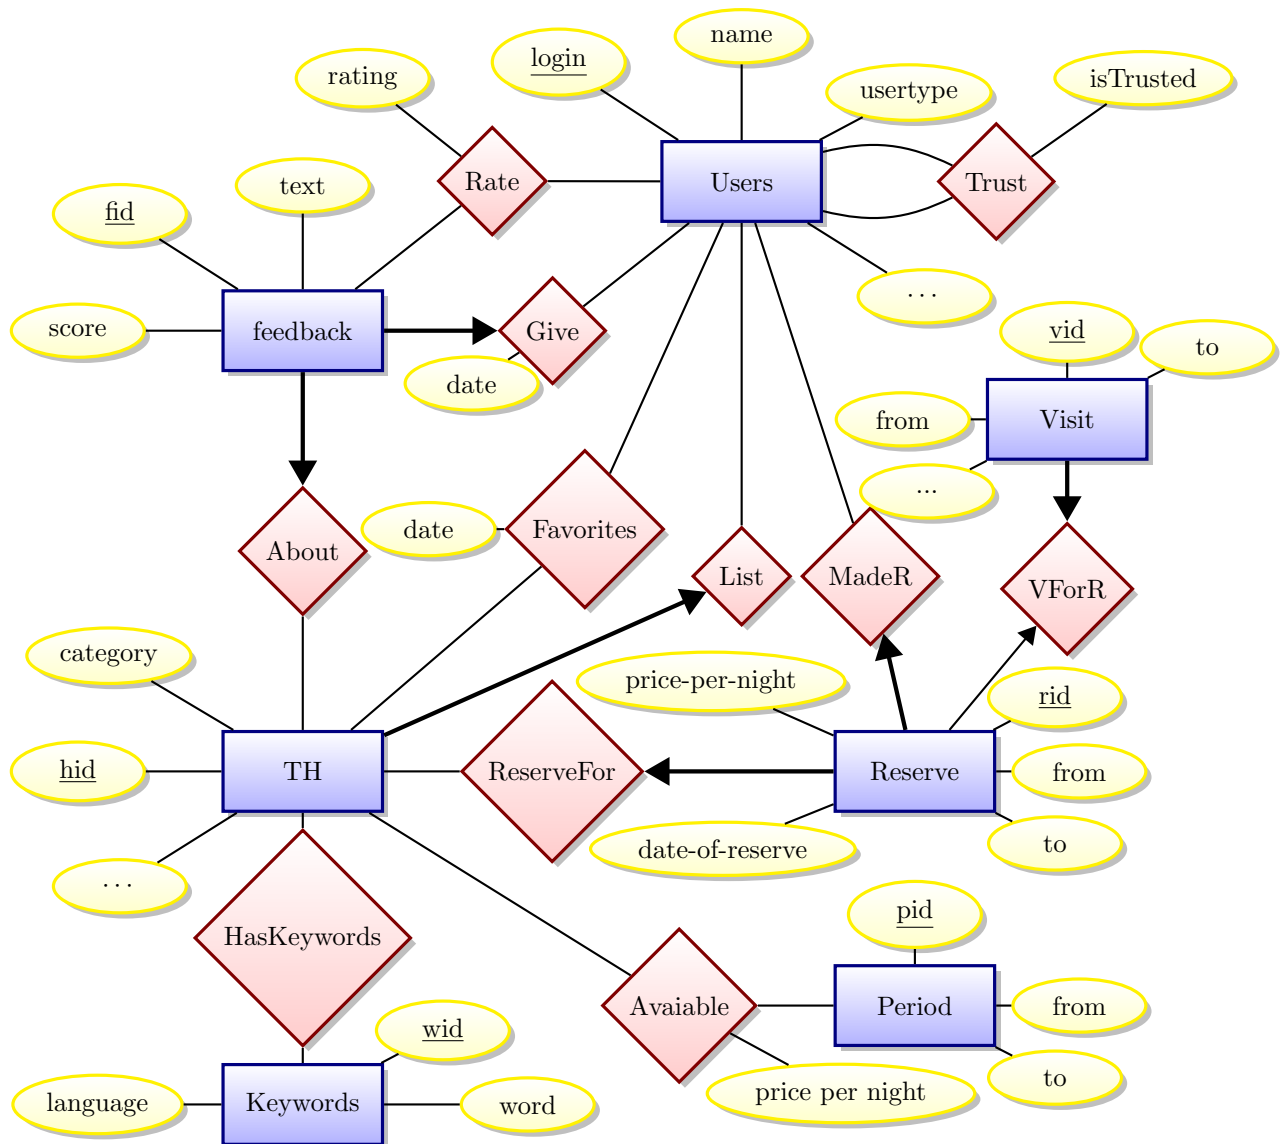 name
login
rating
isTrusted
usertype
Rate
Users
Trust
text
fid
· · ·
score
feedback
Give
vid
to
date
from
Visit
...
date
Favorites
About
List
MadeR
VForR
category
price-per-night
rid
hid
TH
ReserveFor
Reserve
from
date-of-reserve
to
· · ·
pid
HasKeywords
Avaiable
Period
from
wid
to
price per night
language
Keywords
word